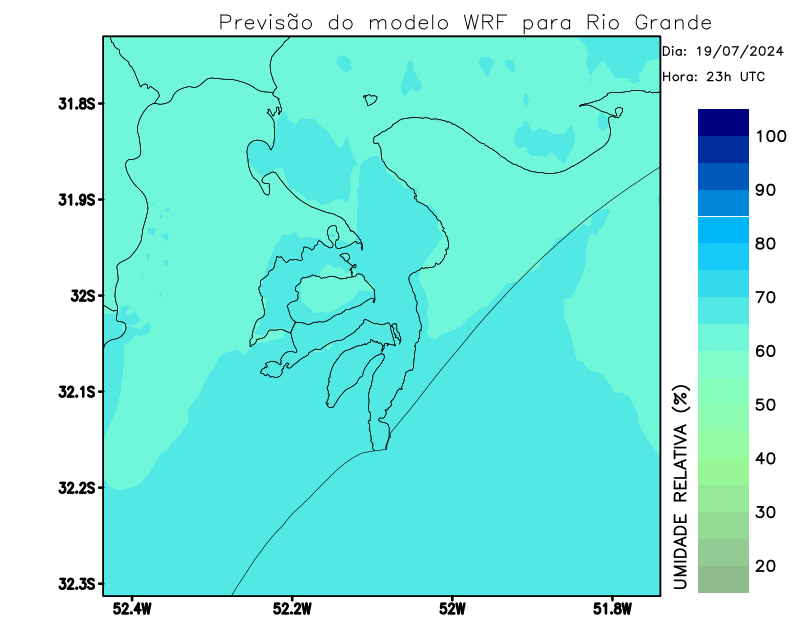 Previsão do modelo WRF para Rio Grande
Dia: 19/07/2024
Hora: 23h UTC
31.8S
31.9S
32S
32.1S
32.2S
32.3S
52.4W
52.2W
52W
51.8W
100
90
80
70
60
50
40
30
20
UMIDADE RELATIVA (%)